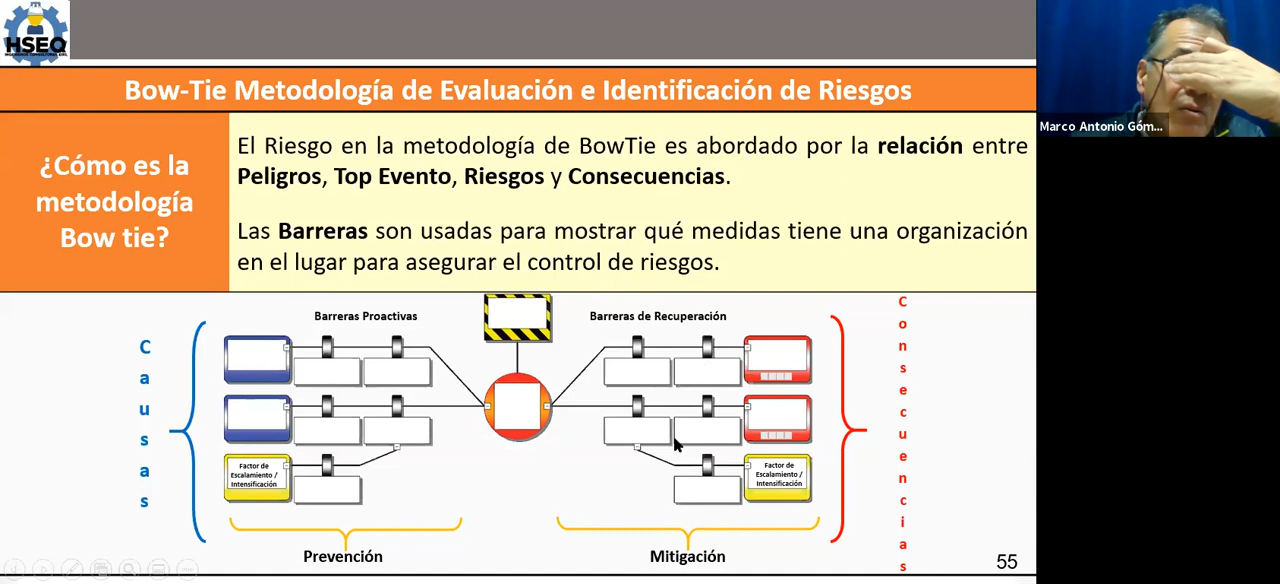 HSEQ
Bow-Tie Metodología de Evaluación e Identificación de Riesgos
¿Cómo es la
metodología
Bow tie?
El Riesgo en la metodología de BowTie es abordado por la relación entre
Peligros, Top Evento, Riesgos y Consecuencias.
Las Barreras son usadas para mostrar qué medidas tiene una organización
en el lugar para asegurar el control de riesgos.
Marco Antonio Góm...
Barreras Proactivas
Barreras de Recuperación
Causas
Consecuencias
Factor de
Escalamiento /
Intensificación
Factor de
Escalamiento /
Intensificación
Prevención
Mitigación
55